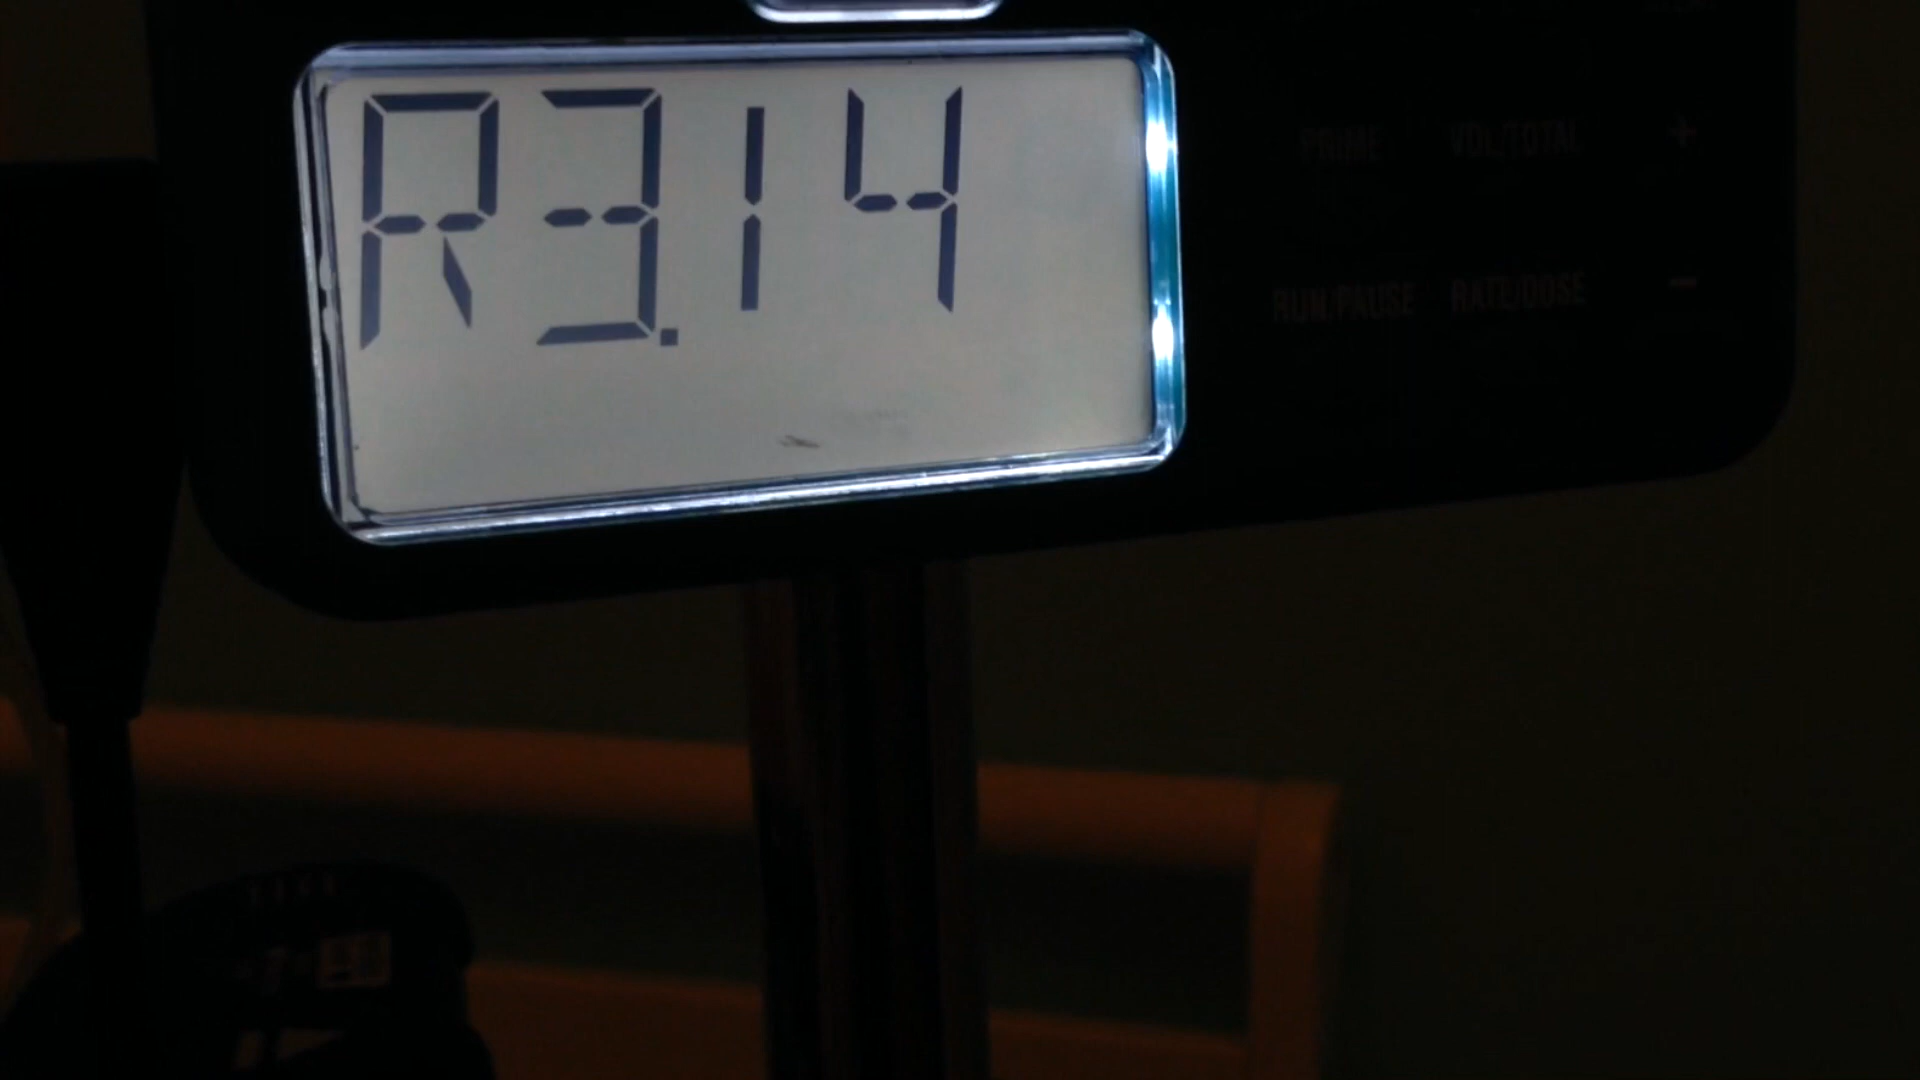 R3.14
PRIME VOL/TOTAL +
RUN/PAUSE RATE/DOSE -